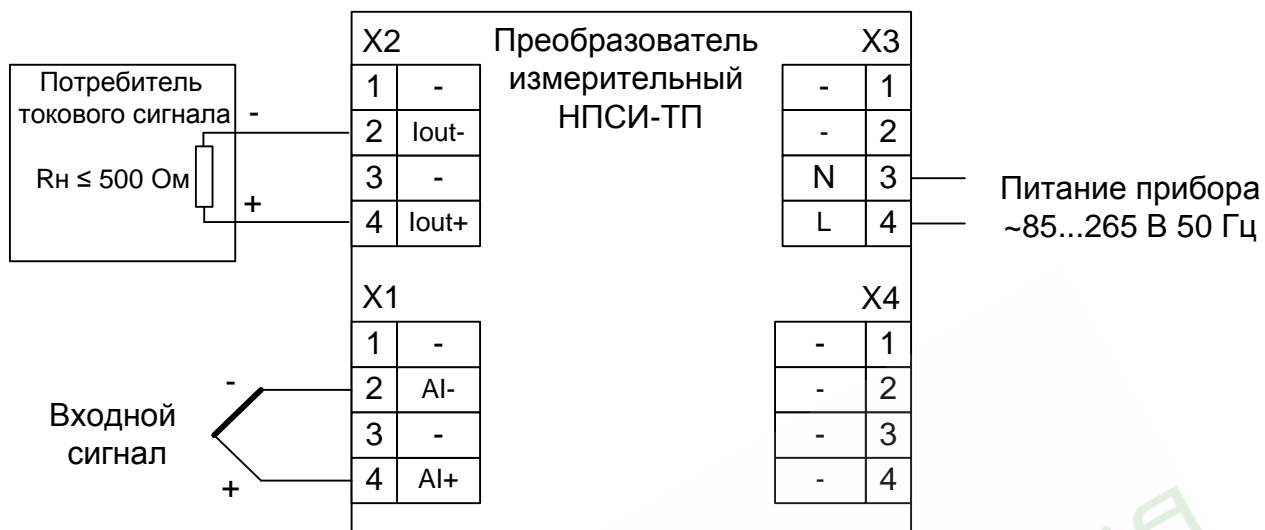 X2
Преобразователь
измерительный
НПСИ-ТП
X3
Потребитель
токового сигнала
Rн ≤ 500 Ом
-
+
1 -
2 Iout-
3 -
4 Iout+
- 1
- 2
N 3
L 4
Питание прибора
~85...265 В 50 Гц
X1
X4
Входной
сигнал
-
+
1 -
2 AI-
3 -
4 AI+
- 1
- 2
- 3
- 4